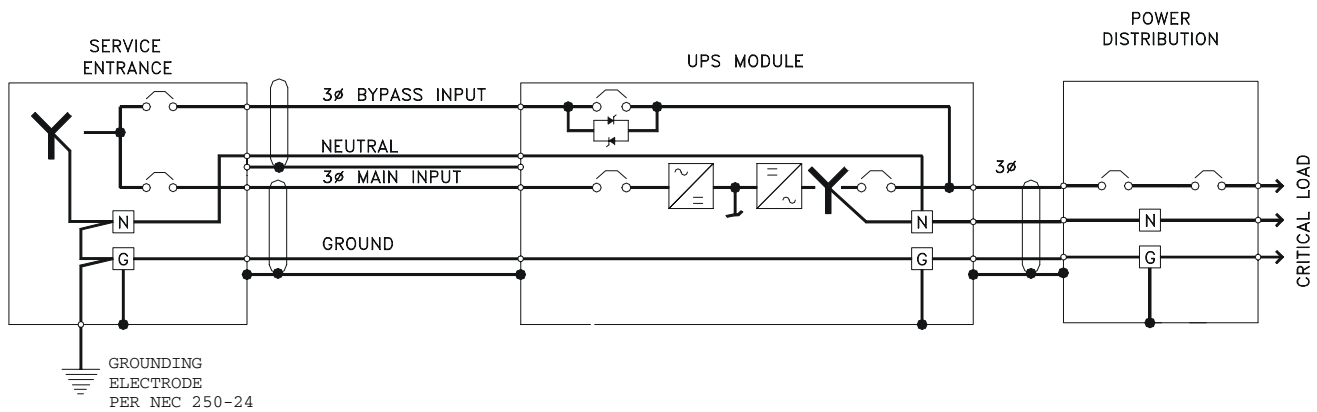 SERVICE
ENTRANCE
UPS MODULE
POWER
DISTRIBUTION
3ø BYPASS INPUT
NEUTRAL
3ø MAIN INPUT
3ø
N
N
N
GROUND
G
G
G
CRITICAL LOAD
GROUNDING
ELECTRODE
PER NEC 250-24